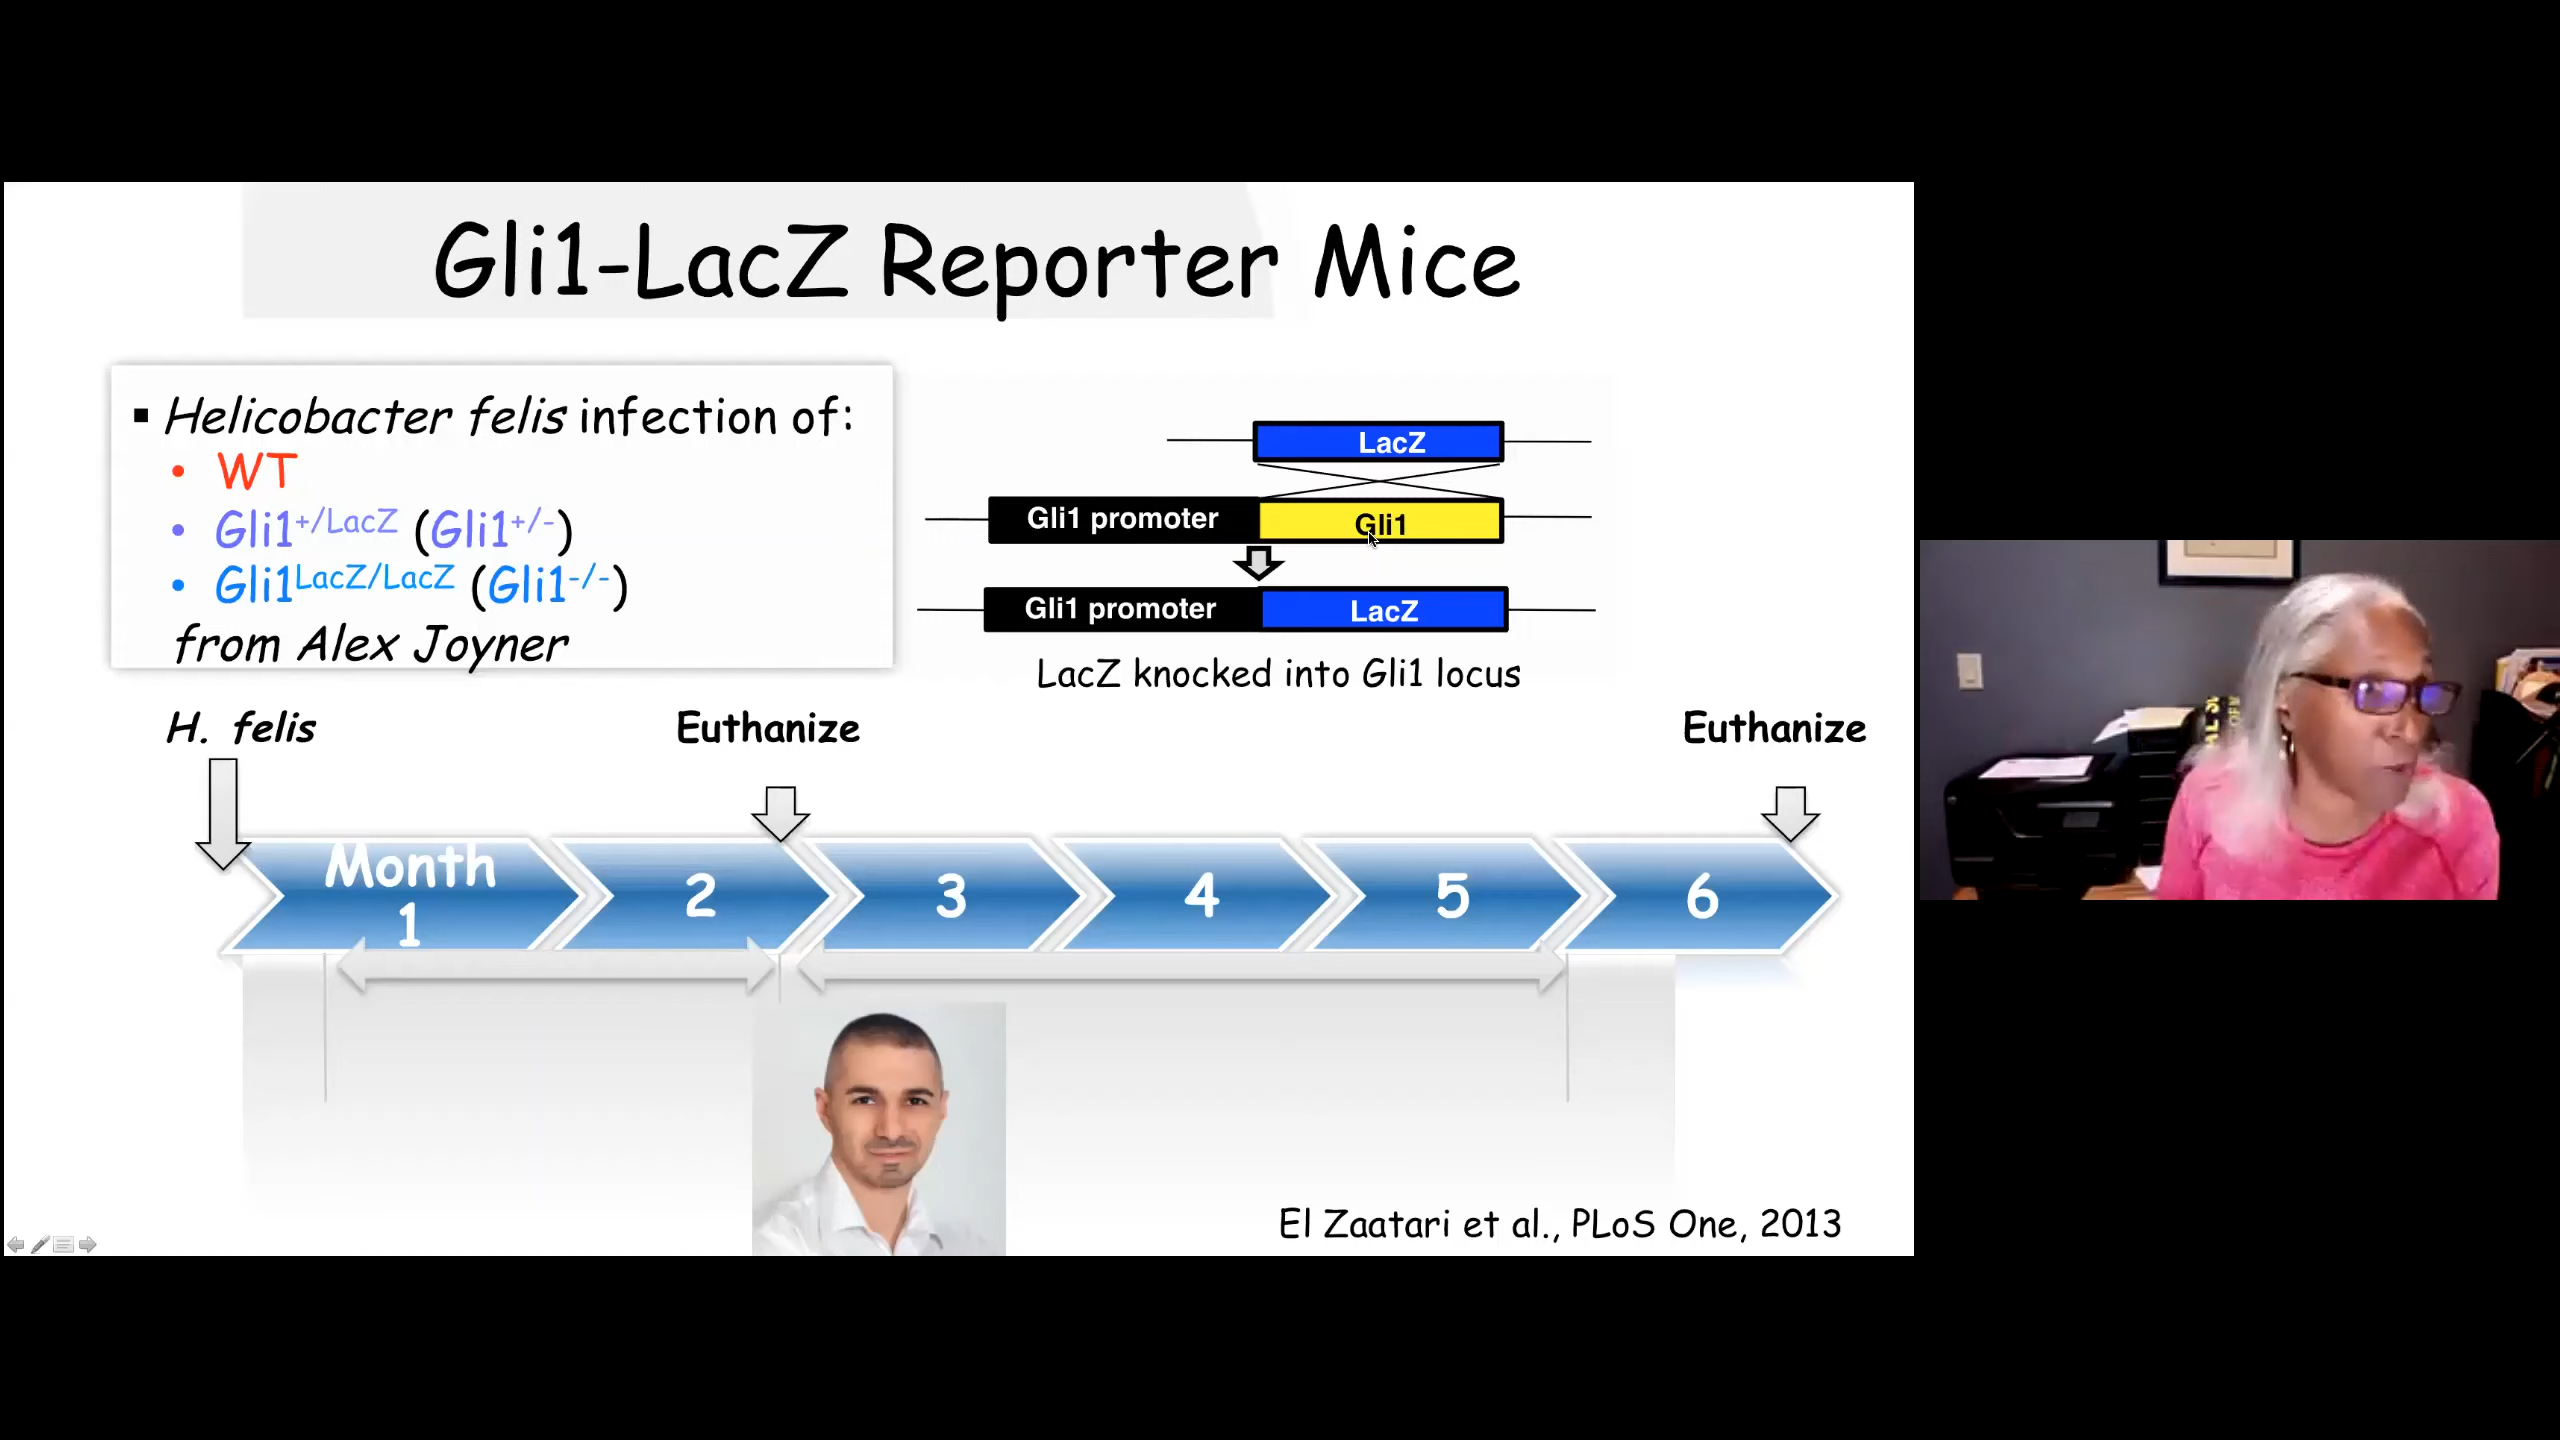 Gli1-LacZ Reporter Mice
▪ Helicobacter felis infection of:
• WT
• Gli1+/LacZ (Gli1+/-)
• Gli1LacZ/LacZ (Gli1-/-)
from Alex Joyner
LacZ
Gli1 promoter Gli1
Gli1 promoter LacZ
LacZ knocked into Gli1 locus
H. felis Euthanize Euthanize
Month
1 2 3 4 5 6
El Zaatari et al., PLoS One, 2013